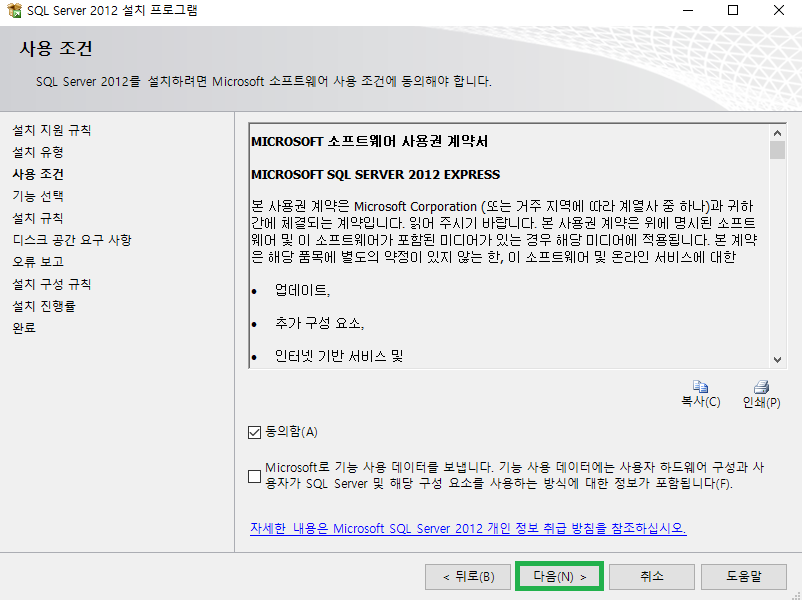 SQL Server 2012 설치 프로그램
사용 조건
SQL Server 2012를 설치하려면 Microsoft 소프트웨어 사용 조건에 동의해야 합니다.
설치 지원 규칙
설치 유형
사용 조건
기능 선택
설치 규칙
디스크 공간 요구 사항
오류 보고
설치 구성 규칙
설치 진행률
완료
MICROSOFT 소프트웨어 사용권 계약서
MICROSOFT SQL SERVER 2012 EXPRESS
본 사용권 계약은 Microsoft Corporation (또는 거주 지역에 따라 계열사 중 하나)과 귀하
간에 체결되는 계약입니다. 읽어 주시기 바랍니다. 본 사용권 계약은 위에 명시된 소프트
웨어 및 이 소프트웨어가 포함된 미디어가 있는 경우 해당 미디어에 적용됩니다. 본 계약
은 해당 품목에 별도의 약정이 있지 않는 한, 이 소프트웨어 및 온라인 서비스에 대한
• 업데이트,
• 추가 구성 요소,
• 인터넷 기반 서비스 및
복사(C)
인쇄(P)
동의함(A)
Microsoft로 기능 사용 데이터를 보냅니다. 기능 사용 데이터에는 사용자 하드웨어 구성과 사
용자가 SQL Server 및 해당 구성 요소를 사용하는 방식에 대한 정보가 포함됩니다(F).
자세한 내용은 Microsoft SQL Server 2012 개인 정보 취급 방침을 참조하십시오.
< 뒤로(B)
다음(N) >
취소
도움말